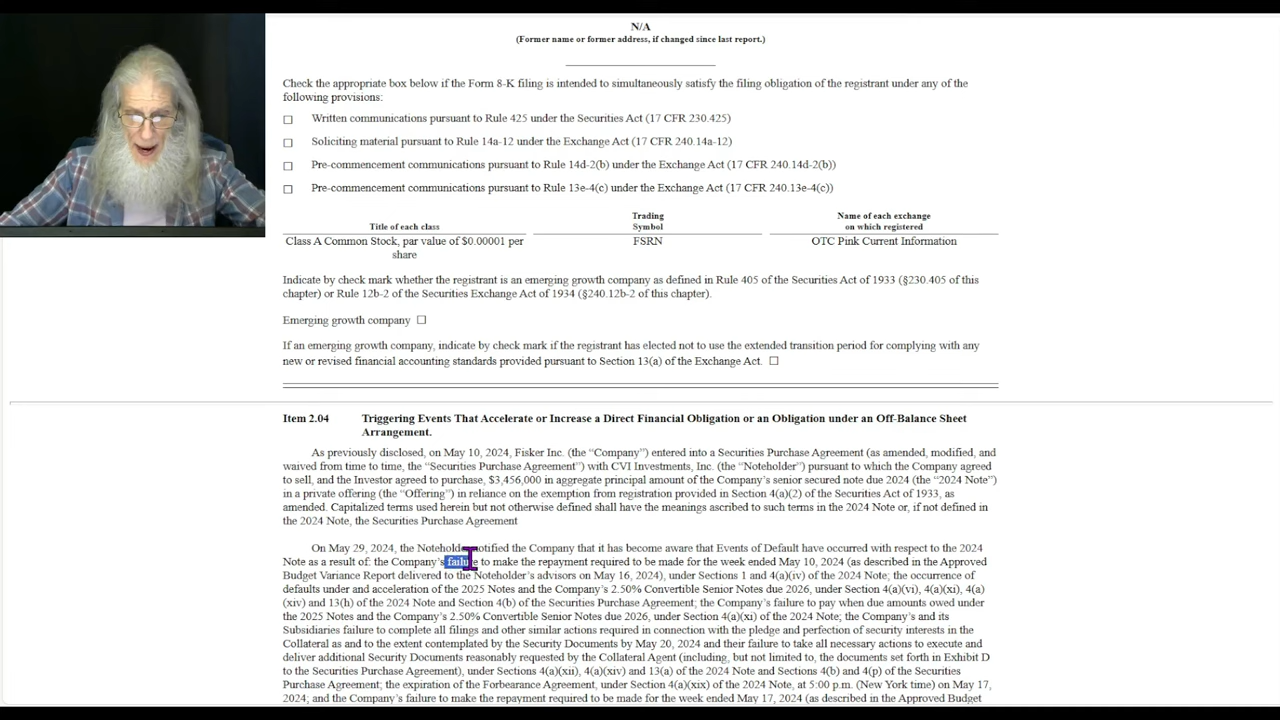 N/A
(Former name or former address, if changed since last report.)
Check the appropriate box below if the Form 8-K filing is intended to simultaneously satisfy the filing obligation of the registrant under any of the
following provisions:
☐ Written communications pursuant to Rule 425 under the Securities Act (17 CFR 230.425)
☐ Soliciting material pursuant to Rule 14a-12 under the Exchange Act (17 CFR 240.14a-12)
☐ Pre-commencement communications pursuant to Rule 14d-2(b) under the Exchange Act (17 CFR 240.14d-2(b))
☐ Pre-commencement communications pursuant to Rule 13e-4(c) under the Exchange Act (17 CFR 240.13e-4(c))
Title of each class
Trading
Symbol
Name of each exchange
on which registered
Class A Common Stock, par value of $0.00001 per
share
FSRN
OTC Pink Current Information
Indicate by check mark whether the registrant is an emerging growth company as defined in Rule 405 of the Securities Act of 1933 (§230.405 of this
chapter) or Rule 12b-2 of the Securities Exchange Act of 1934 (§240.12b-2 of this chapter).
Emerging growth company ☐
If an emerging growth company, indicate by check mark if the registrant has elected not to use the extended transition period for complying with any
new or revised financial accounting standards provided pursuant to Section 13(a) of the Exchange Act. ☐
Item 2.04 Triggering Events That Accelerate or Increase a Direct Financial Obligation or an Obligation under an Off-Balance Sheet
Arrangement.
As previously disclosed, on May 10, 2024, Fisker Inc. (the “Company”) entered into a Securities Purchase Agreement (as amended, modified, and
waived from time to time, the “Securities Purchase Agreement”) with CVI Investments, Inc. (the “Noteholder”) pursuant to which the Company agreed
to sell, and the Investor agreed to purchase, $3,456,000 in aggregate principal amount of the Company’s senior secured note due 2024 (the “2024 Note”)
in a private offering (the “Offering”) in reliance on the exemption from registration provided in Section 4(a)(2) of the Securities Act of 1933, as
amended. Capitalized terms used herein but not otherwise defined shall have the meanings ascribed to such terms in the 2024 Note or, if not defined in
the 2024 Note, the Securities Purchase Agreement
On May 29, 2024, the Noteholder notified the Company that it has become aware that Events of Default have occurred with respect to the 2024
Note as a result of: the Company’s failure to make the repayment required to be made for the week ended May 10, 2024 (as described in the Approved
Budget Variance Report delivered to the Noteholder’s advisors on May 16, 2024), under Sections 1 and 4(a)(iv) of the 2024 Note; the occurrence of
defaults under and acceleration of the 2025 Notes and the Company’s 2.50% Convertible Senior Notes due 2026, under Section 4(a)(vi), 4(a)(xi), 4(a)
(xiv) and 13(h) of the 2024 Note and Section 4(b) of the Securities Purchase Agreement; the Company’s failure to pay when due amounts owed under
the 2025 Notes and the Company’s 2.50% Convertible Senior Notes due 2026, under Section 4(a)(xi) of the 2024 Note; the Company’s and its
Subsidiaries failure to complete all filings and other similar actions required in connection with the pledge and perfection of security interests in the
Collateral as and to the extent contemplated by the Security Documents by May 20, 2024 and their failure to take all necessary actions to execute and
deliver additional Security Documents reasonably requested by the Collateral Agent (including, but not limited to, the documents set forth in Exhibit D
to the Securities Purchase Agreement), under Sections 4(a)(xii), 4(a)(xiv) and 13(a) of the 2024 Note and Sections 4(b) and 4(p) of the Securities
Purchase Agreement; the expiration of the Forbearance Agreement, under Section 4(a)(xix) of the 2024 Note, at 5:00 p.m. (New York time) on May 17,
2024; and the Company’s failure to make the repayment required to be made for the week ended May 17, 2024 (as described in the Approved Budget